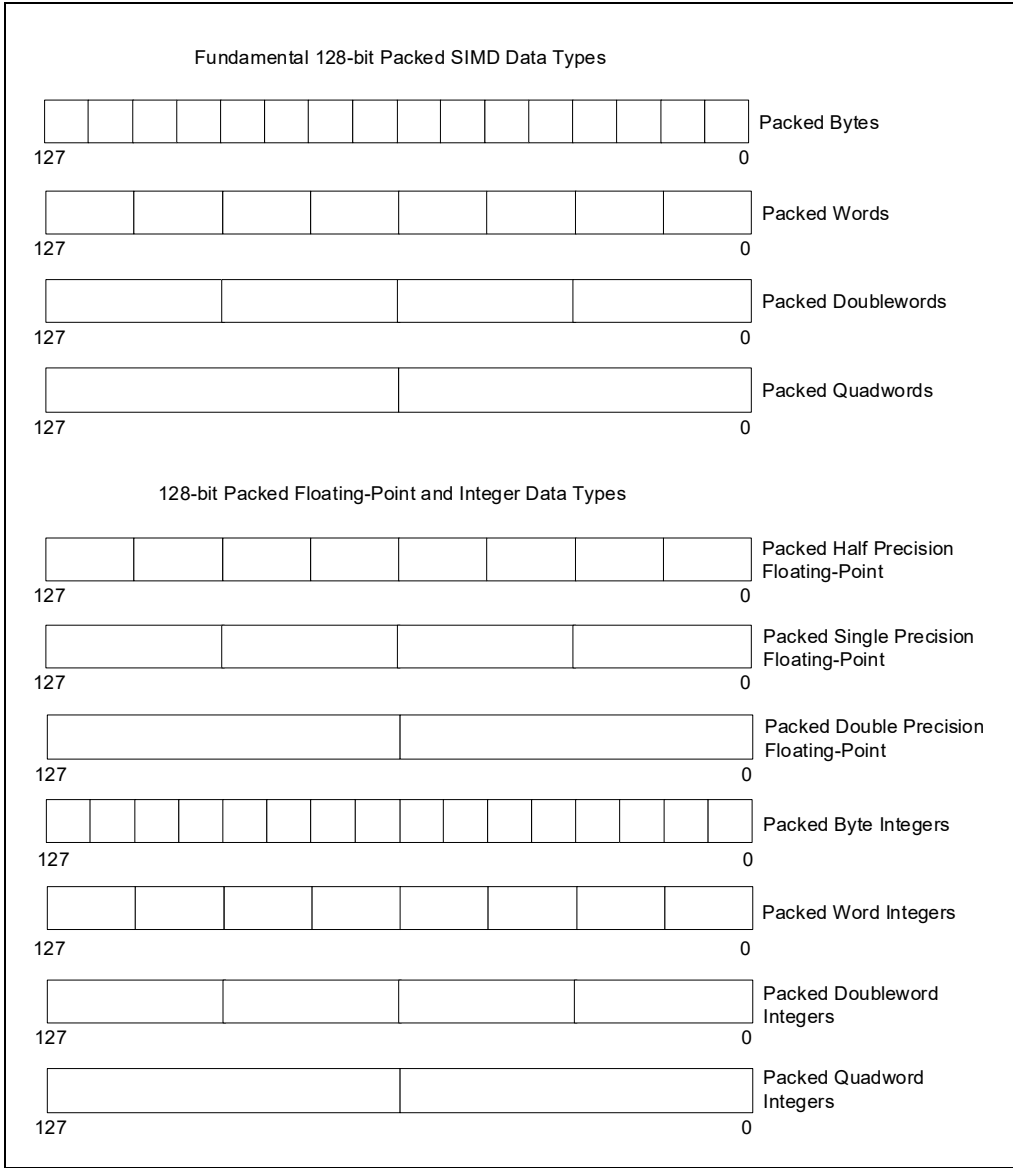 Fundamental 128-bit Packed SIMD Data Types
Packed Bytes
127 0
Packed Words
127 0
Packed Doublewords
127 0
Packed Quadwords
127 0
128-bit Packed Floating-Point and Integer Data Types
Packed Half Precision
Floating-Point
127 0
Packed Single Precision
Floating-Point
127 0
Packed Double Precision
Floating-Point
127 0
Packed Byte Integers
127 0
Packed Word Integers
127 0
Packed Doubleword
Integers
127 0
Packed Quadword
Integers
127 0